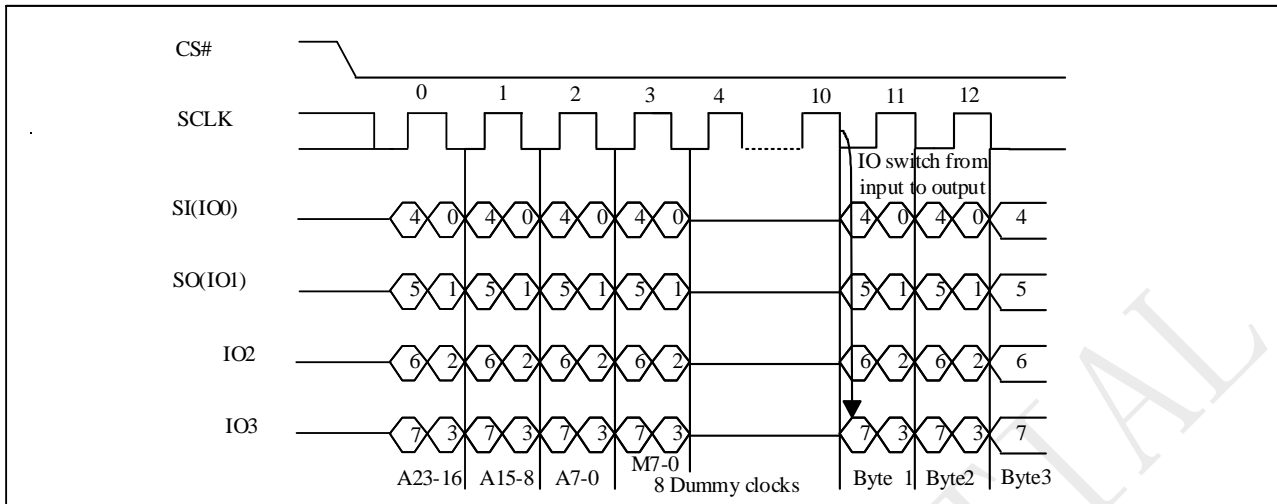 CS#
0 1 2 3 4 10 11 12
SCLK
IO switch from
input to output
SI(IO0) 4 0 4 0 4 0 4 0 4 0 4 0 4
SO(IO1) 5 1 5 1 5 1 5 1 5 1 5 1 5
IO2 6 2 6 2 6 2 6 2 6 2 6 2 6
IO3 7 3 7 3 7 3 7 3 7 3 7 3 7
A23-16 A15-8 A7-0 M7-0 8 Dummy clocks Byte 1 Byte2 Byte3